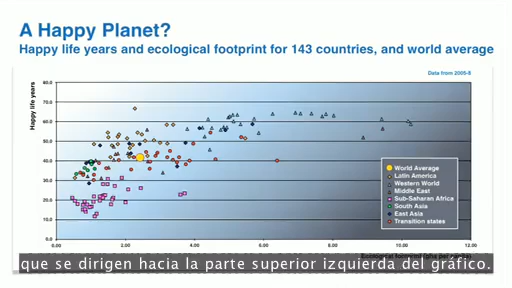 A Happy Planet?
Happy life years and ecological footprint for 143 countries, and world average
Data from 2005-8
Happy life years
80,0
70,0
60,0
50,0
40,0
30,0
20,0
10,0
0,0
0.00
2.00
4.00
6.00
8.00
10.00
12.00
World Average
Latin America
Western World
Middle East
Sub-Saharan Africa
South Asia
East Asia
Transition states
que se dirigen hacia la parte superior izquierda del gráfico.